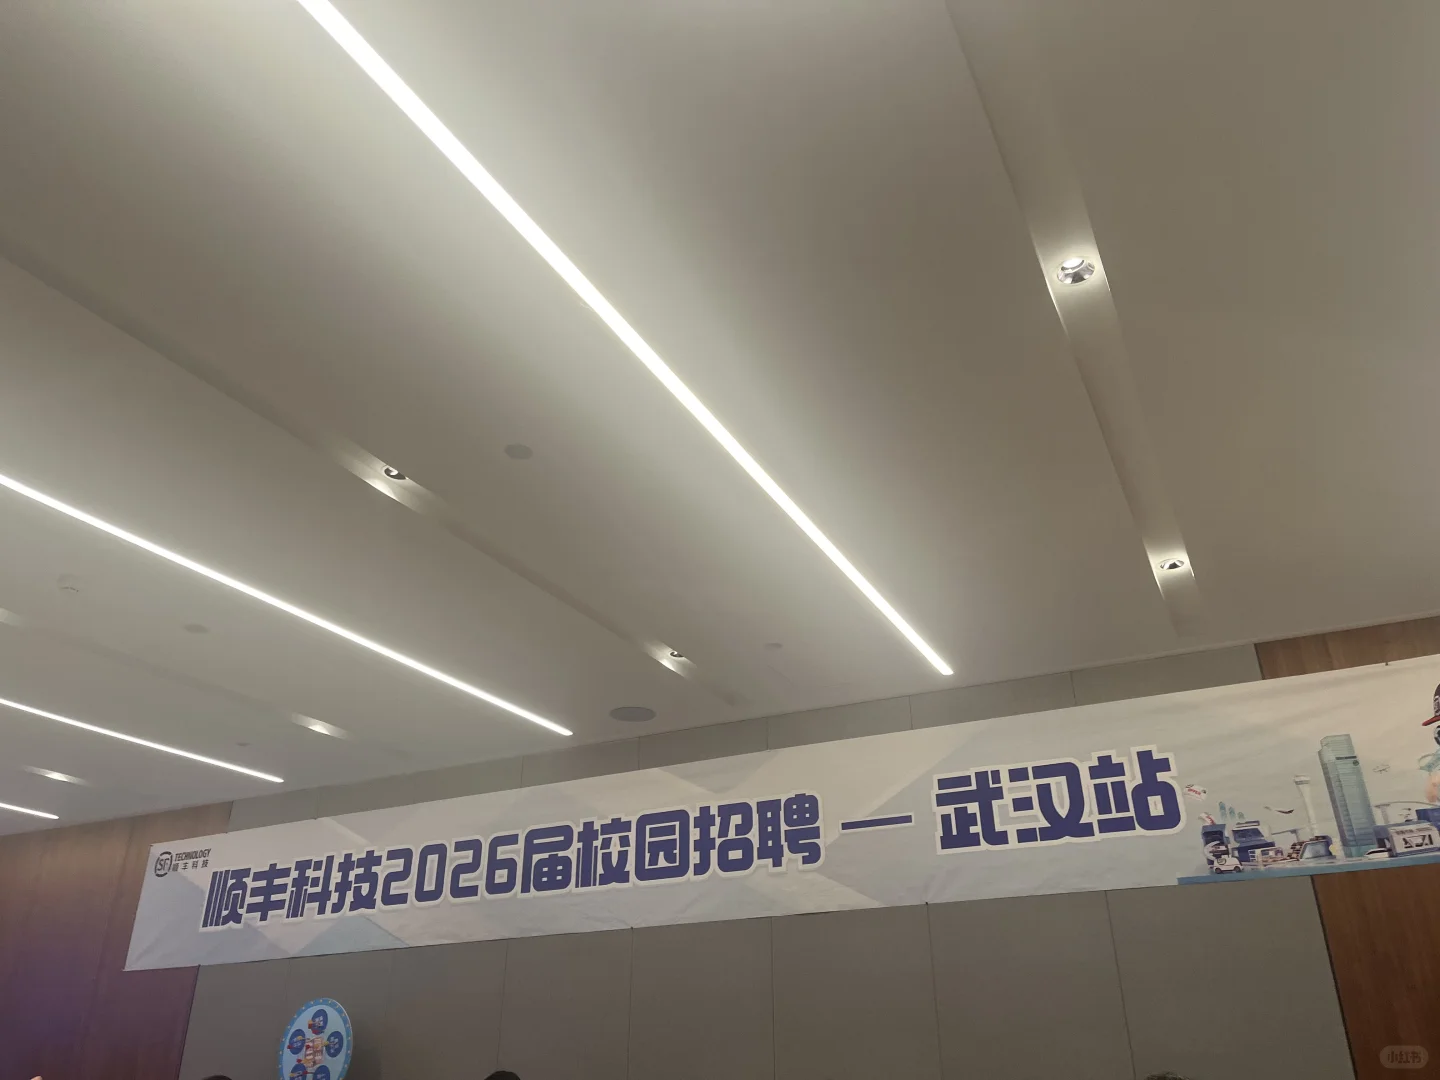 SF TECHNOLOGY
顺丰科技
顺丰科技2026届校园招聘 — 武汉站
小红书